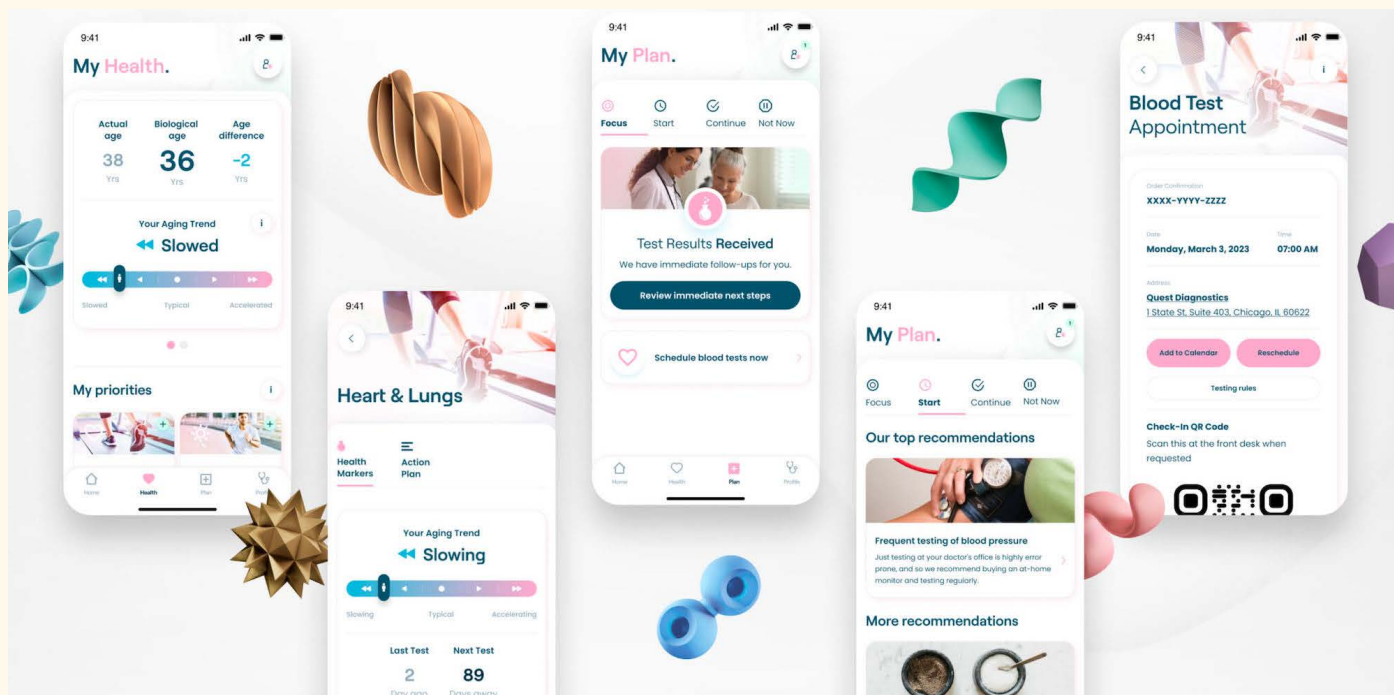 9:41
My Health.
Actual age
Biological age
Age difference
38
36
-2
Yrs
Yrs
Yrs
Your Aging Trend
i
Slowed
Slowed
Typical
Accelerated
My priorities
i
Home
Health
Plan
Profile
9:41
Heart & Lungs
Health Markers
Action Plan
Your Aging Trend
Slowing
Slowing
Typical
Accelerating
Last Test
Next Test
2
89
Day ago
Days away
9:41
My Plan.
1
Focus
Start
Continue
Not Now
Test Results Received
We have immediate follow-ups for you.
Review immediate next steps
Schedule blood tests now
Home
Health
Plan
Profile
9:41
My Plan.
1
Focus
Start
Continue
Not Now
Our top recommendations
Frequent testing of blood pressure
Just testing at your doctor's office is highly error
prone, and so we recommend buying an at-home
monitor and testing regularly.
More recommendations
9:41
i
Blood Test
Appointment
Order Confirmation
XXXX-YYYY-ZZZZ
Date
Time
Monday, March 3, 2023
07:00 AM
Address
Quest Diagnostics
1 State St, Suite 403, Chicago, IL 60622
Add to Calendar
Reschedule
Testing rules
Check-In QR Code
Scan this at the front desk when
requested